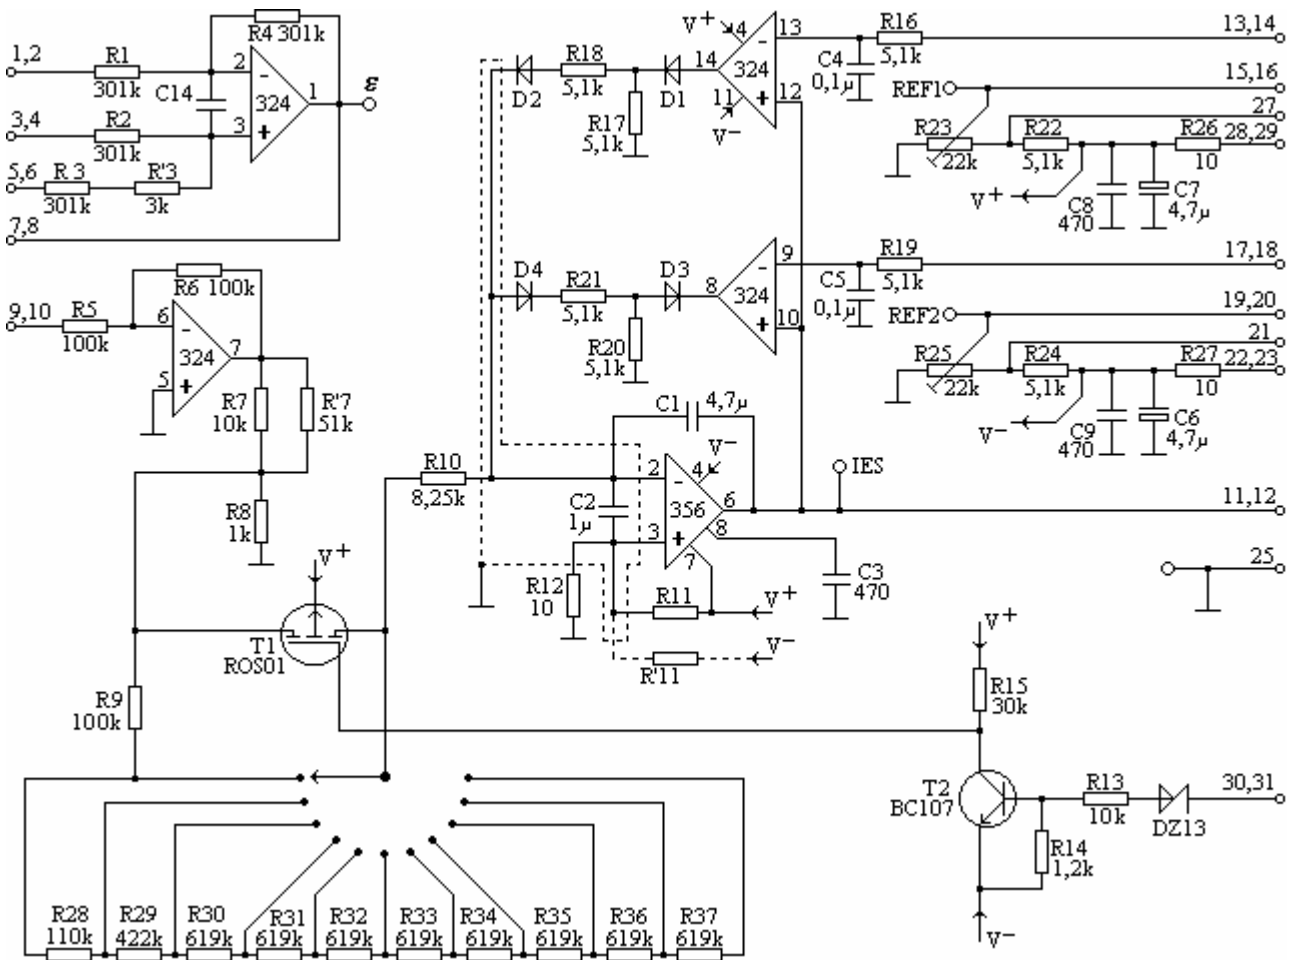 R4 301k
1,2
R1
301k
2
-
C14
324
1
ε
3,4
R2
301k
3
+
5,6
R 3
301k
R'3
3k
7,8
R6 100k
9,10
R5
100k
6
-
324
7
5
+
R7
10k
R'7
51k
R8
1k
V+
T1
ROS01
R9
100k
V+
4
13
R16
5,1k
13,14
D2
R18
5,1k
D1
14
-
324
C4
0,1μ
11
V-
+
12
R17
5,1k
REF1
15,16
27
R23
22k
R22
5,1k
R26
10
28,29
V+
C8
470
C7
4,7μ
D4
R21
5,1k
D3
8
9
-
324
+
10
C5
0,1μ
R19
5,1k
17,18
R20
5,1k
REF2
19,20
21
R25
22k
R24
5,1k
R27
10
22,23
V-
C9
470
C6
4,7μ
C1
4,7μ
R10
8,25k
2
-
4
V-
356
6
C2
1μ
3
+
7
8
IES
11,12
R12
10
R11
V+
V-
R'11
C3
470
25
V+
R15
30k
T2
BC107
R13
10k
DZ13
30,31
R14
1,2k
V-
R28
110k
R29
422k
R30
619k
R31
619k
R32
619k
R33
619k
R34
619k
R35
619k
R36
619k
R37
619k